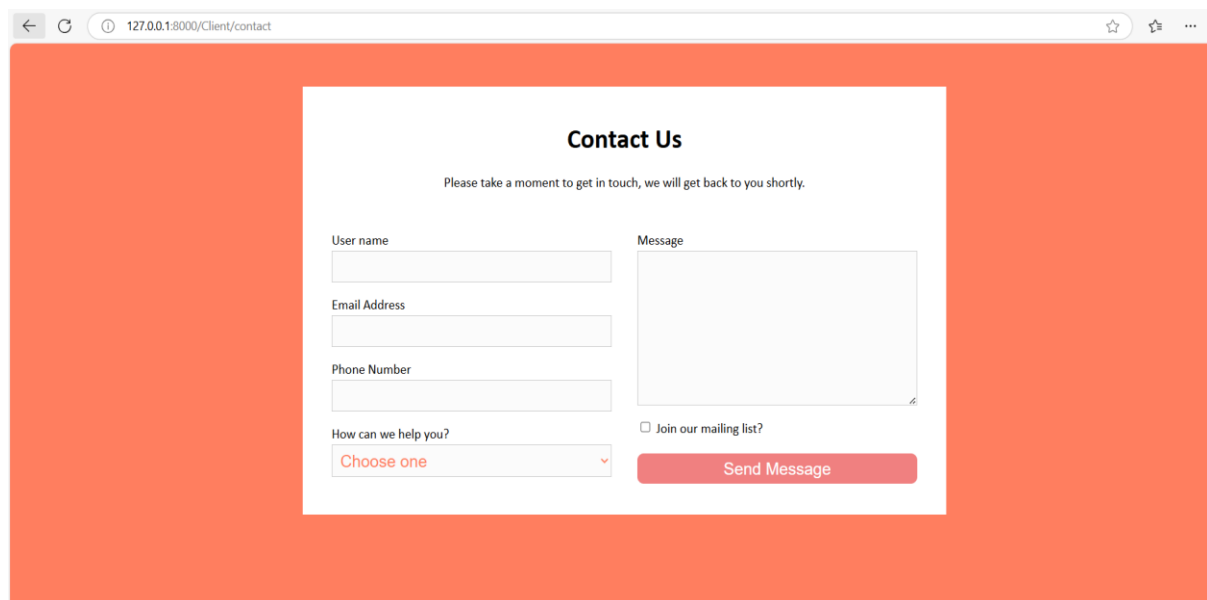 127.0.0.1:8000/Client/contact
Contact Us
Please take a moment to get in touch, we will get back to you shortly.
User name
Email Address
Phone Number
How can we help you?
Choose one
Message
Join our mailing list?
Send Message